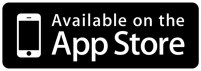 Available on the
App Store